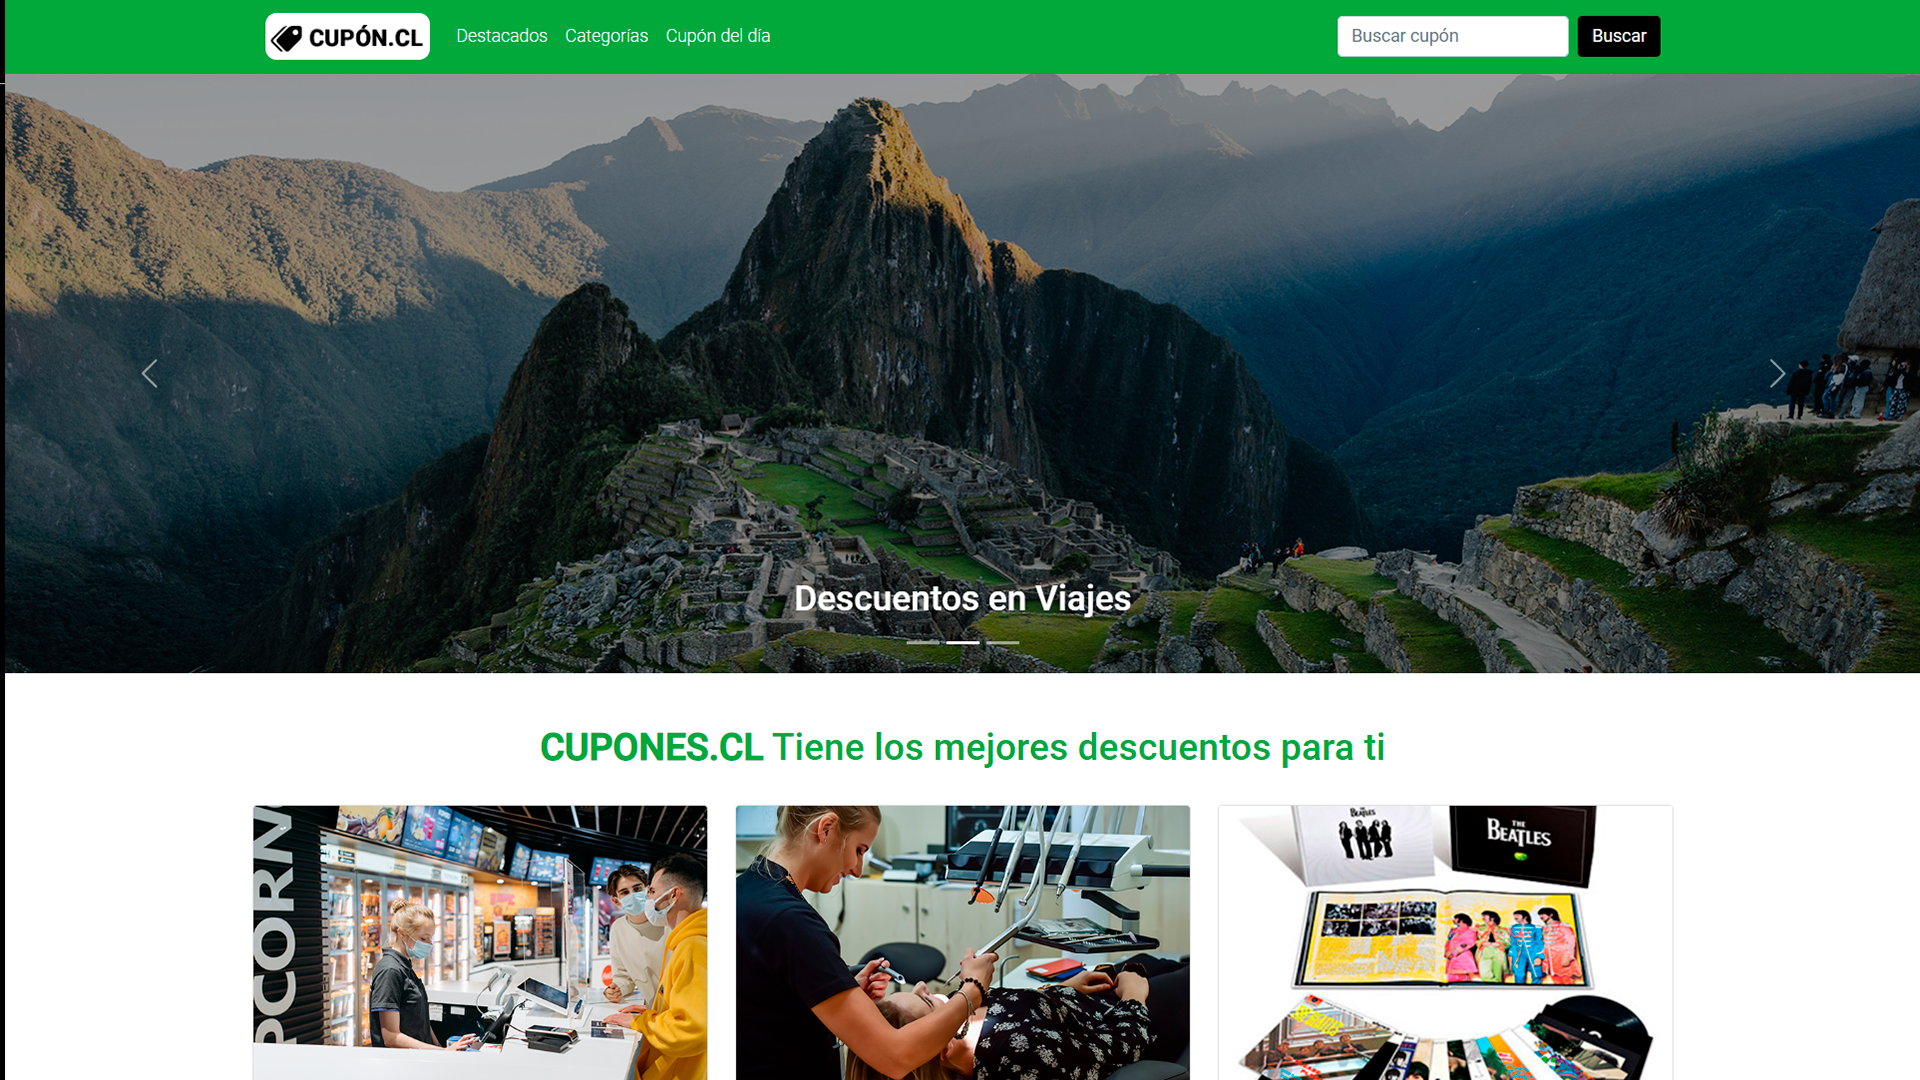 CUPÓN.CL
Destacados
Categorías
Cupón del día
Buscar cupón
Buscar
Descuentos en Viajes
CUPONES.CL Tiene los mejores descuentos para ti
PCORN
THE
BEATLES
THE
BEATLES